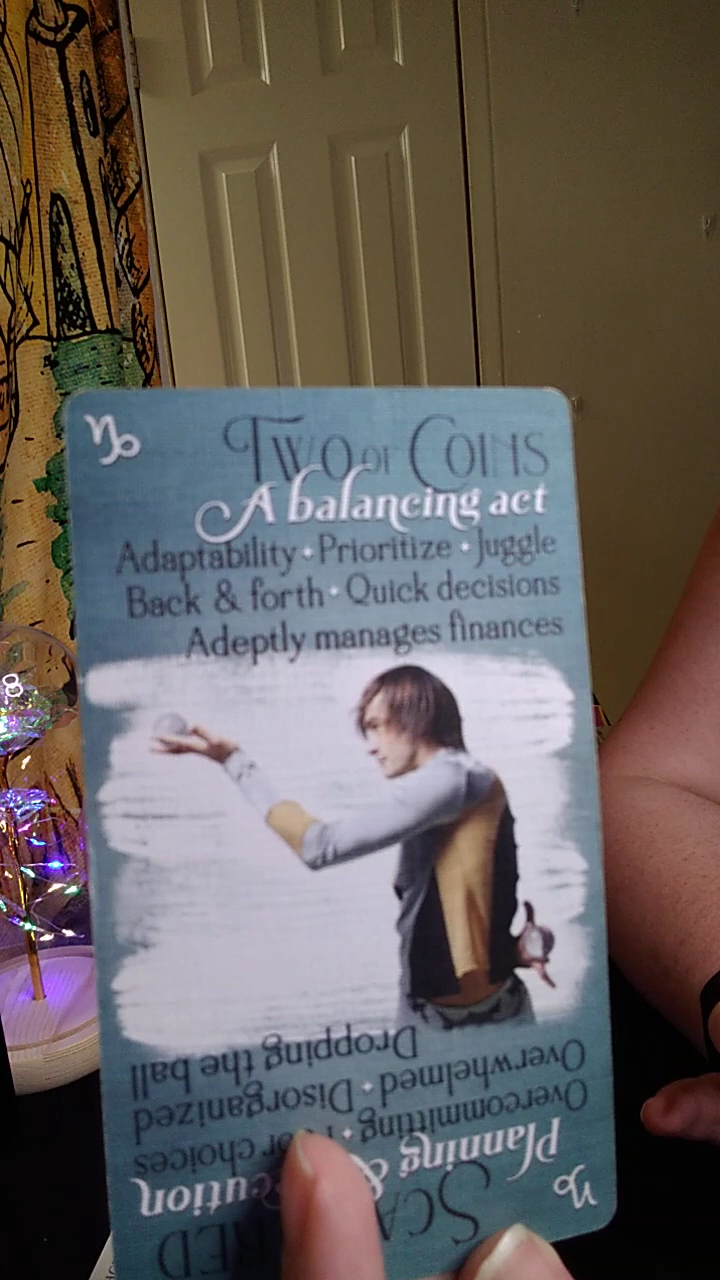 ♑ Two of Coins
A balancing act
Adaptability • Prioritize • Juggle
Back & forth • Quick decisions
Adeptly manages finances
Dropping the ball
Overwhelmed • Disorganized
Overcommitting • choices
Planning &
♑